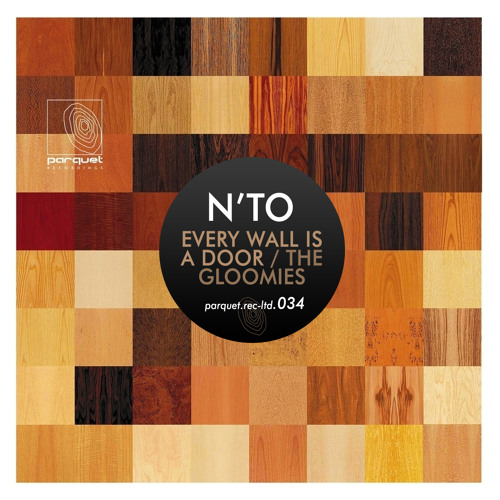 parquet
RECORDINGS
N'TO
EVERY WALL IS
A DOOR / THE
GLOOMIES
parquet.rec-ltd.034